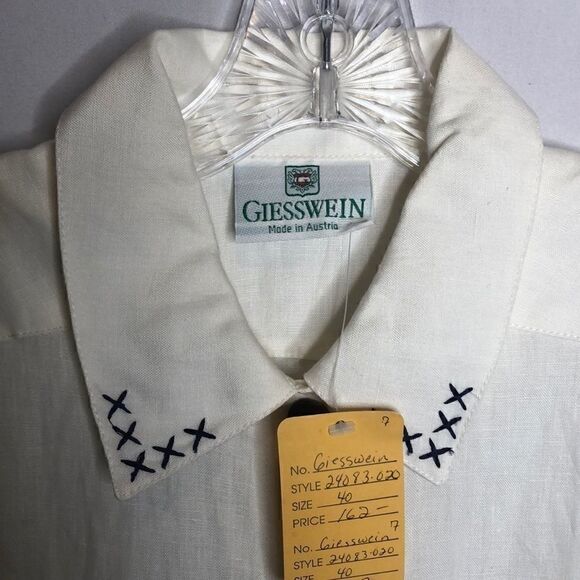 GIESSWEIN
Made in Austria
7
No. Giesswein
STYLE 24083-020
SIZE 40
PRICE 162-
7
No. Giesswein
STYLE 24083-020
SIZE 40